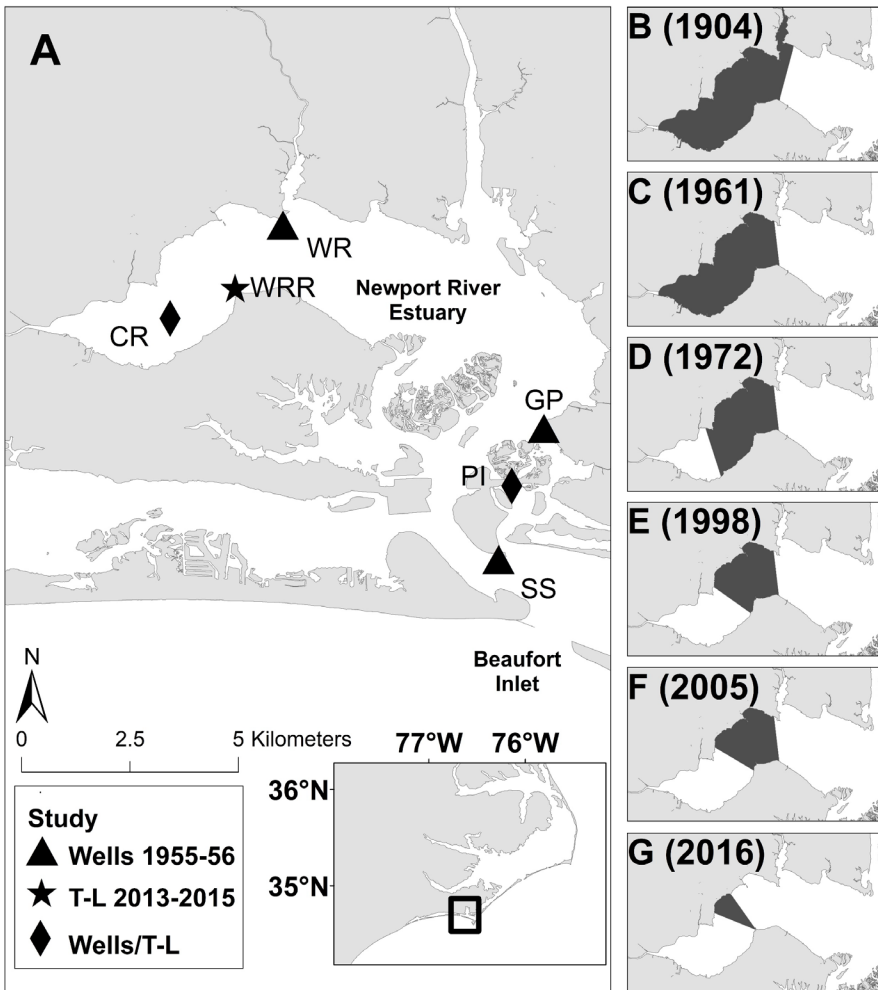 A
WR
WRR
Newport River
Estuary
CR
GP
PI
SS
Beaufort
Inlet
N
0 2.5 5 Kilometers
77°W 76°W
36°N
35°N
Study
Wells 1955-56
T-L 2013-2015
Wells/T-L
B (1904)
C (1961)
D (1972)
E (1998)
F (2005)
G (2016)